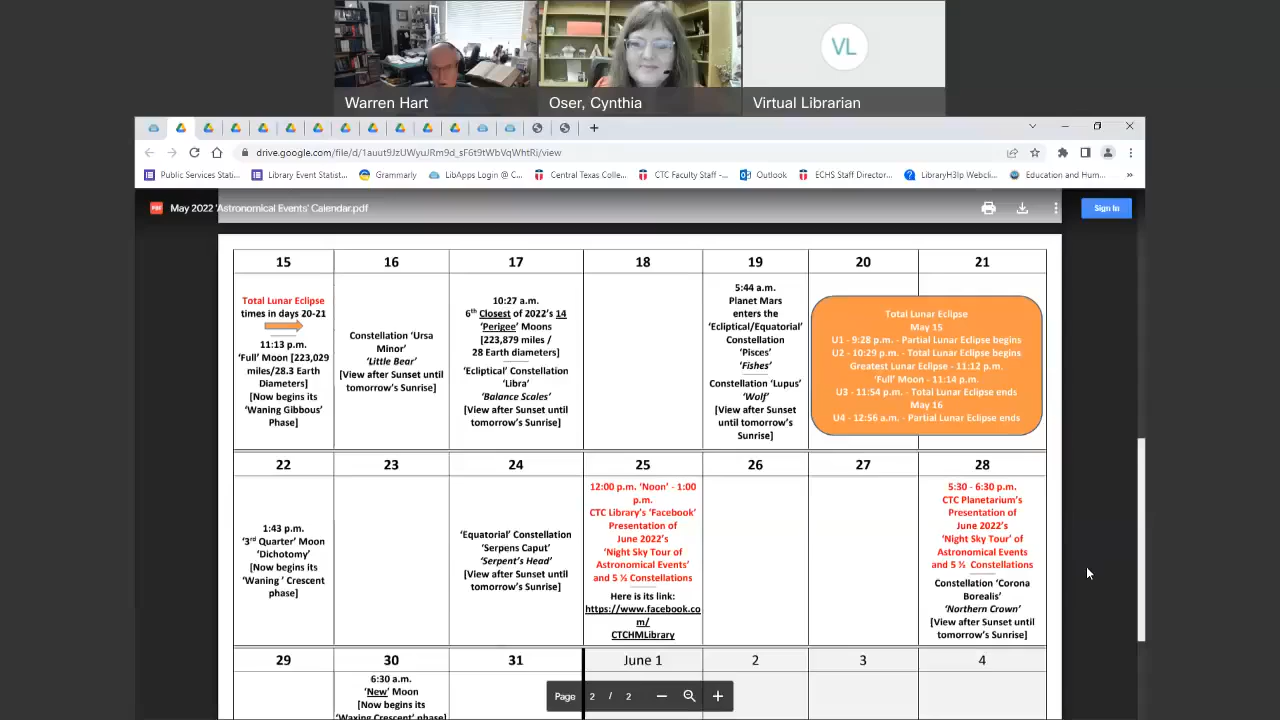 VL
Warren Hart
Oser, Cynthia
Virtual Librarian
drive.google.com/file/d/1auut9JzUWyuJRm9d_sF6t9tWbVqWhtRi/view
Public Services Stati...
Library Event Statist...
Grammarly
LibApps Login @ C...
Central Texas Colle...
CTC Faculty Staff -...
Outlook
ECHS Staff Director...
LibraryH3lp Webcli...
Education and Hum...
»
PDF
May 2022 'Astronomical Events' Calendar.pdf
Sign in
15
16
17
18
19
20
21
Total Lunar Eclipse
times in days 20-21
11:13 p.m.
'Full' Moon [223,029
miles/28.3 Earth
Diameters]
[Now begins its
'Waning Gibbous'
Phase]
Constellation 'Ursa
Minor'
'Little Bear'
[View after Sunset until
tomorrow's Sunrise]
10:27 a.m.
6th Closest of 2022's 14
'Perigee' Moons
[223,879 miles /
28 Earth diameters]
'Ecliptical' Constellation
'Libra'
'Balance Scales'
[View after Sunset until
tomorrow's Sunrise]
5:44 a.m.
Planet Mars
enters the
'Ecliptical/Equatorial'
Constellation
'Pisces'
'Fishes'
Constellation 'Lupus'
'Wolf'
[View after Sunset
until tomorrow's
Sunrise]
Total Lunar Eclipse
May 15
U1 - 9:28 p.m. - Partial Lunar Eclipse begins
U2 - 10:29 p.m. - Total Lunar Eclipse begins
Greatest Lunar Eclipse - 11:12 p.m.
'Full' Moon - 11:14 p.m.
U3 - 11:54 p.m. - Total Lunar Eclipse ends
May 16
U4 - 12:56 a.m. - Partial Lunar Eclipse ends
22
23
24
25
26
27
28
1:43 p.m.
'3rd Quarter' Moon
'Dichotomy'
[Now begins its
'Waning ' Crescent
phase]
'Equatorial' Constellation
'Serpens Caput'
'Serpent's Head'
[View after Sunset until
tomorrow's Sunrise]
12:00 p.m. 'Noon' - 1:00
p.m.
CTC Library's 'Facebook'
Presentation of
June 2022's
'Night Sky Tour of
Astronomical Events'
and 5 ½ Constellations
Here is its link:
https://www.facebook.co
m/
CTCHMLibrary
5:30 - 6:30 p.m.
CTC Planetarium's
Presentation of
June 2022's
'Night Sky Tour' of
Astronomical Events
and 5 ½ Constellations
Constellation 'Corona
Borealis'
'Northern Crown'
[View after Sunset until
tomorrow's Sunrise]
29
30
31
June 1
2
3
4
6:30 a.m.
'New' Moon
[Now begins its
'Waxing Crescent' phase]
Page 2 / 2